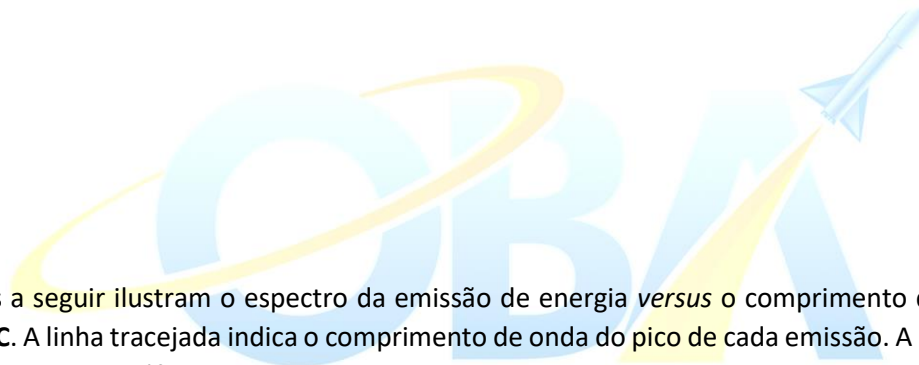 OBA
s a seguir ilustram o espectro da emissão de energia versus o comprimento
C. A linha tracejada indica o comprimento de onda do pico de cada emissão. A